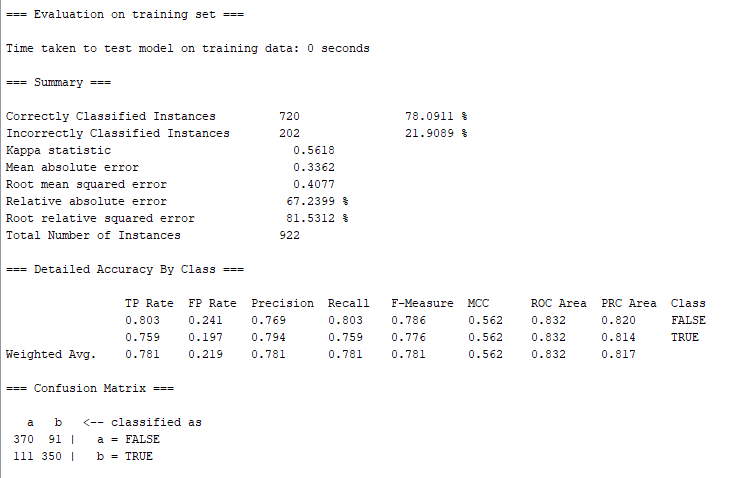 === Evaluation on training set ===
Time taken to test model on training data: 0 seconds
=== Summary ===
Correctly Classified Instances 720 78.0911 %
Incorrectly Classified Instances 202 21.9089 %
Kappa statistic 0.5618
Mean absolute error 0.3362
Root mean squared error 0.4077
Relative absolute error 67.2399 %
Root relative squared error 81.5312 %
Total Number of Instances 922
=== Detailed Accuracy By Class ===
TP Rate FP Rate Precision Recall F-Measure MCC ROC Area PRC Area Class
0.803 0.241 0.769 0.803 0.786 0.562 0.832 0.820 FALSE
0.759 0.197 0.794 0.759 0.776 0.562 0.832 0.814 TRUE
Weighted Avg. 0.781 0.219 0.781 0.781 0.781 0.562 0.832 0.817
=== Confusion Matrix ===
a b <-- classified as
370 91 | a = FALSE
111 350 | b = TRUE